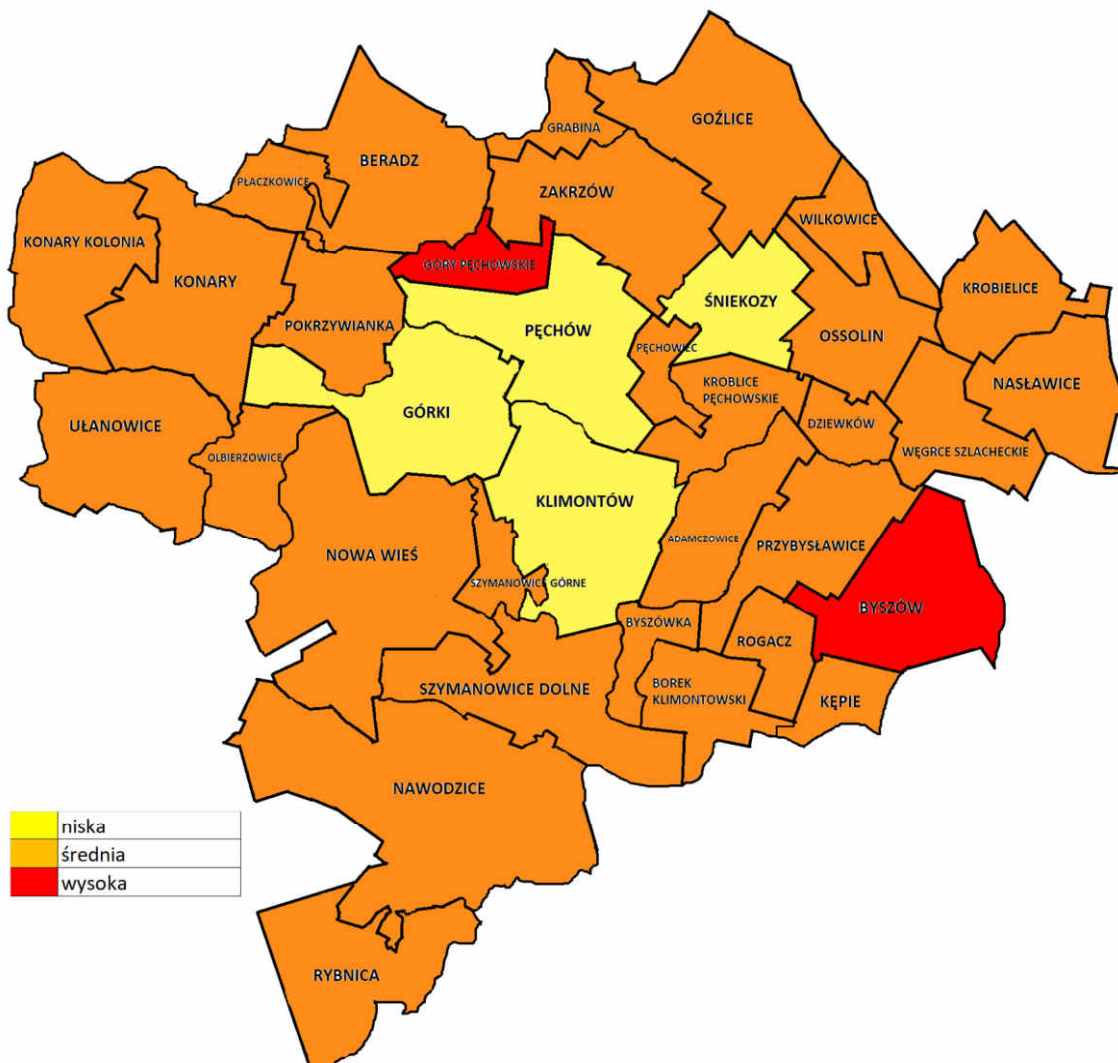 GOŹLICE
GRABINA
BERADZ
ZAKRZÓW
PŁACZKOWICE
WILKOWICE
KONARY KOLONIA
GÓRY PĘCHOWSKIE
KONARY
KROBIELICE
ŚNIEKOZY
POKRZYWIANKA
PĘCHÓW
OSSOLIN
PĘCHOWIEC
NASŁAWICE
KROBLICE
PĘCHOWSKIE
GÓRKI
UŁANOWICE
DZIEWKÓW
OLBIERZOWICE
WĘGRCE SZLACHECKIE
KLIMONTÓW
ADAMCZOWICE
PRZYBYSŁAWICE
NOWA WIEŚ
SZYMANOWICE GÓRNE
BYSZÓW
BYSZÓWKA
ROGACZ
SZYMANOWICE DOLNE
BOREK
KLIMONTOWSKI
KĘPIE
NAWODZICE
niska
średnia
wysoka
RYBNICA